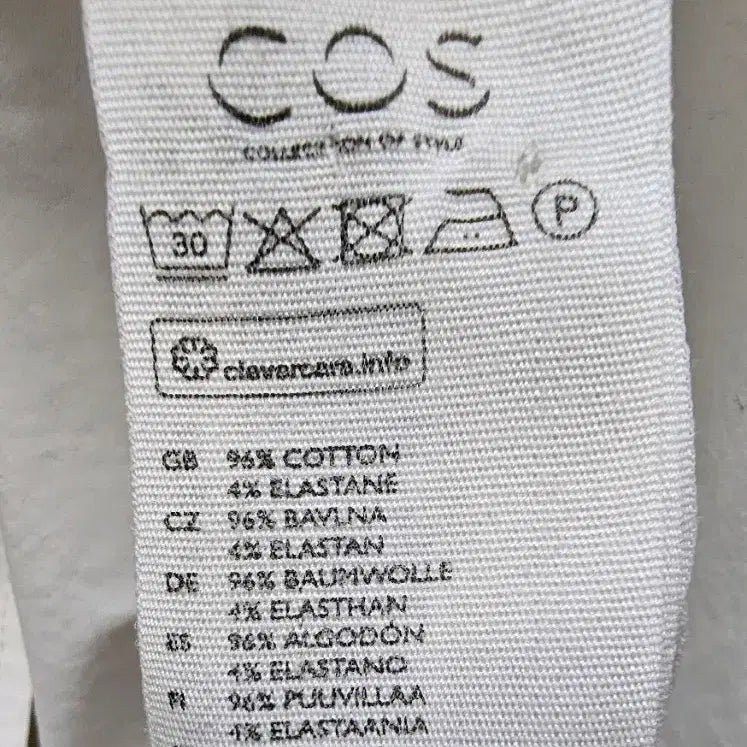 COS
COLLECTION OF STYLE
30 P
clevercare.info
GB 96% COTTON
4% ELASTANE
CZ 96% BAVLNA
4% ELASTAN
DE 96% BAUMWOLLE
4% ELASTHAN
ES 96% ALGODÓN
4% ELASTANO
FI 96% PUUVILLAA
4% ELASTAANIA